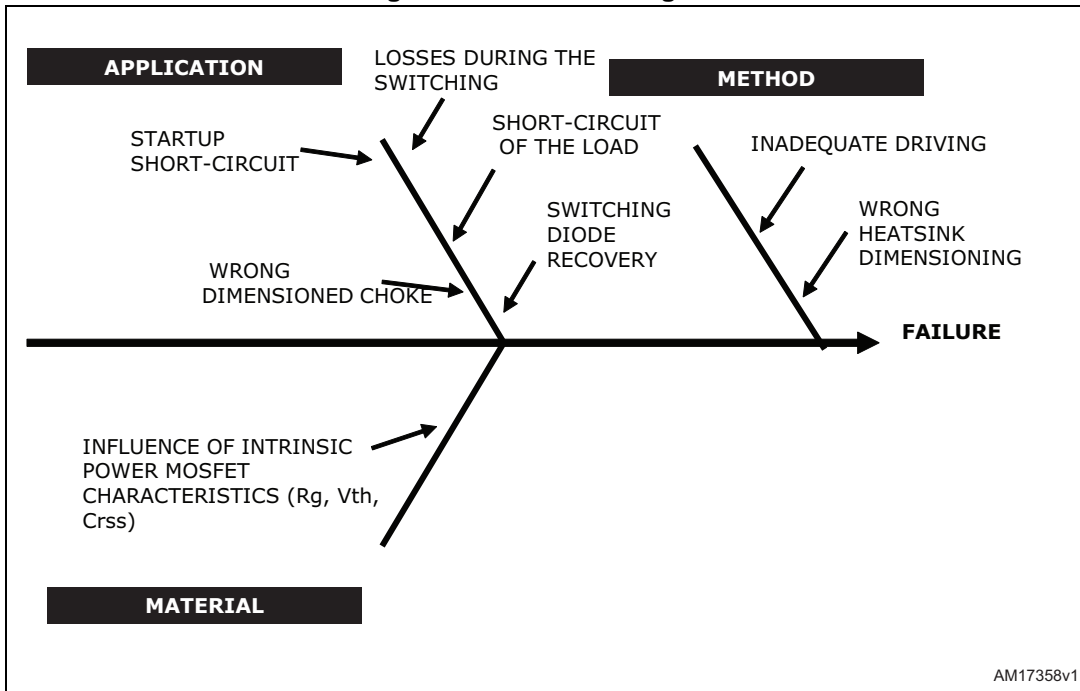 APPLICATION
LOSSES DURING THE
SWITCHING
METHOD
STARTUP
SHORT-CIRCUIT
SHORT-CIRCUIT
OF THE LOAD
INADEQUATE DRIVING
SWITCHING
DIODE
RECOVERY
WRONG
HEATSINK
DIMENSIONING
WRONG
DIMENSIONED CHOKE
FAILURE
INFLUENCE OF INTRINSIC
POWER MOSFET
CHARACTERISTICS (Rg, Vth,
Crss)
MATERIAL
AM17358v1